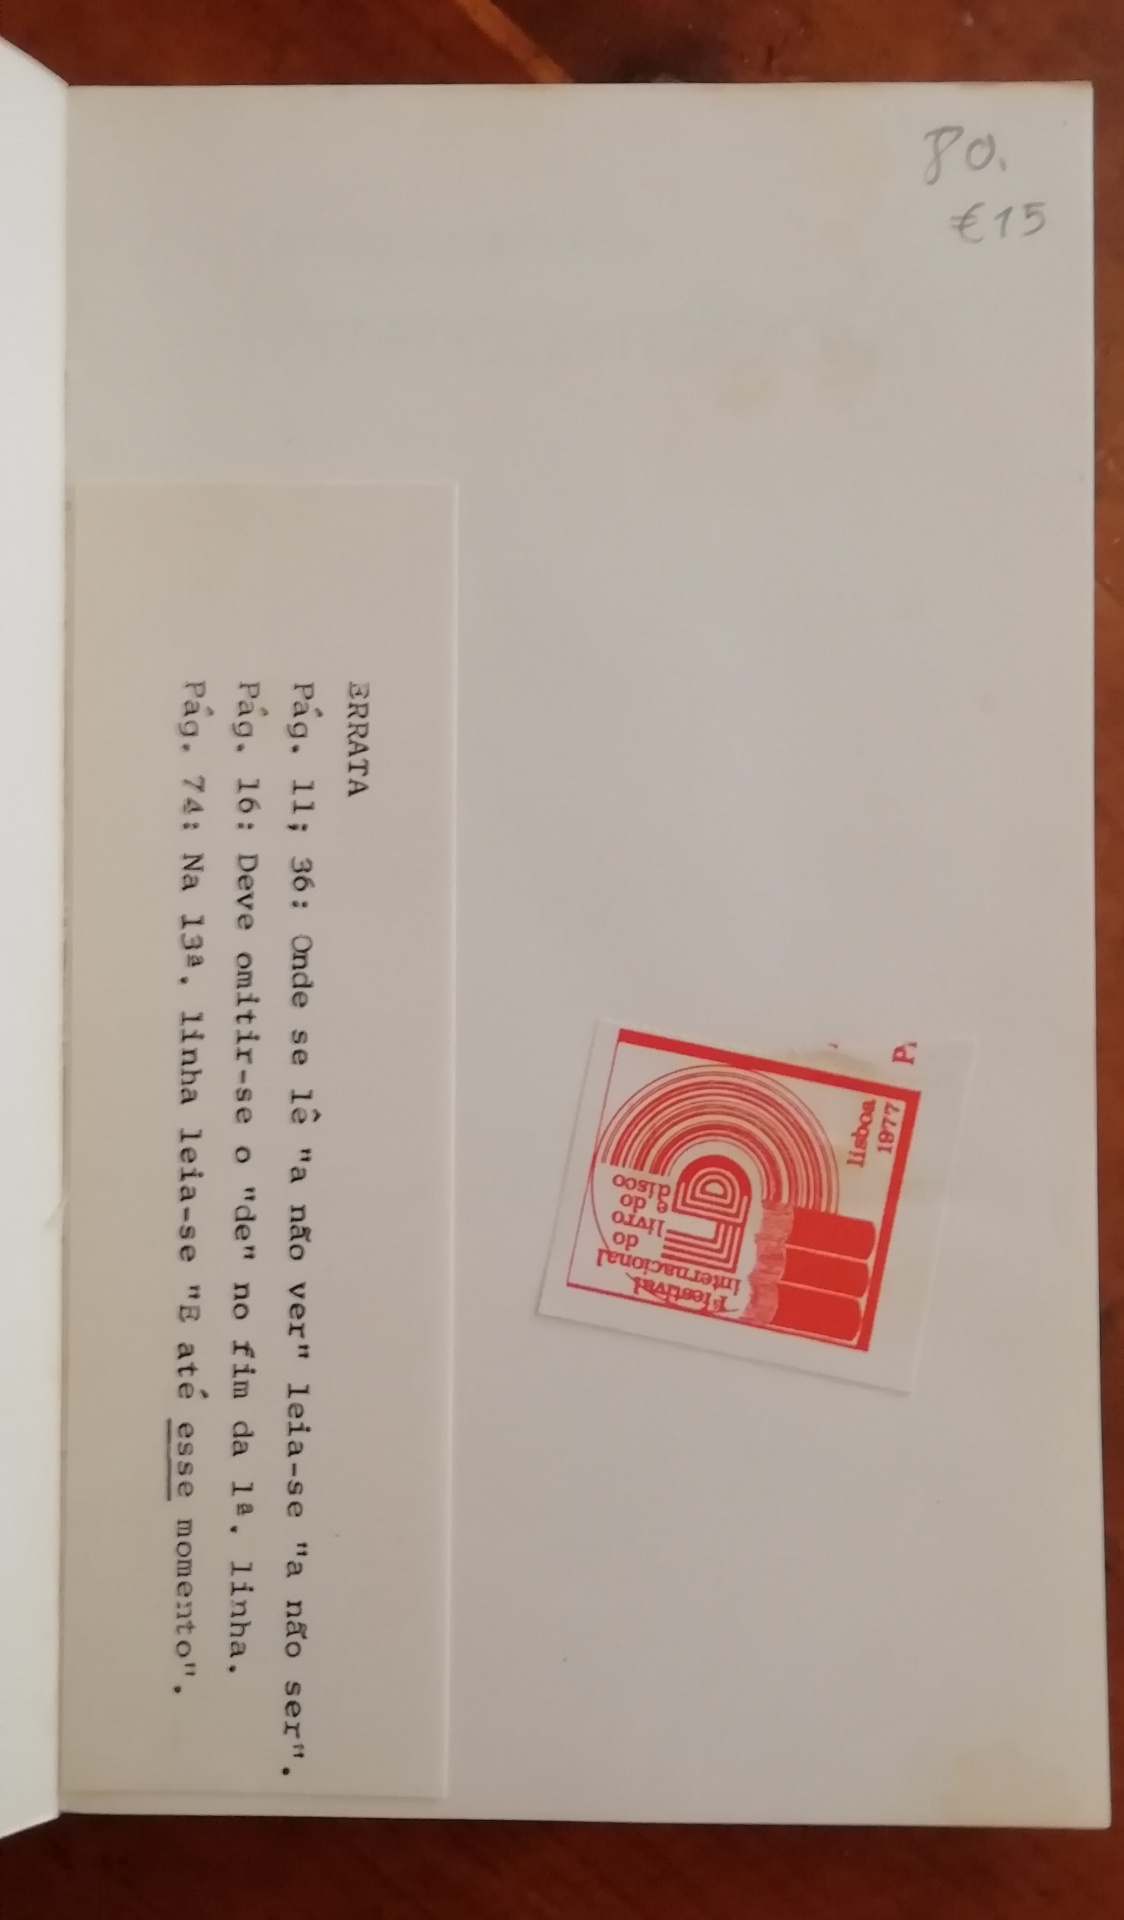 80.
€15
ERRATA
Pág. 11; 36: Onde se lê "a não ver" leia-se "a não ser".
Pág. 16: Deve omitir-se o "de" no fim da 1ª. linha.
Pág. 74: Na 13ª. linha leia-se "E até esse momento".
festival
internacional
do
livro
e do
disco
lisboa
1977